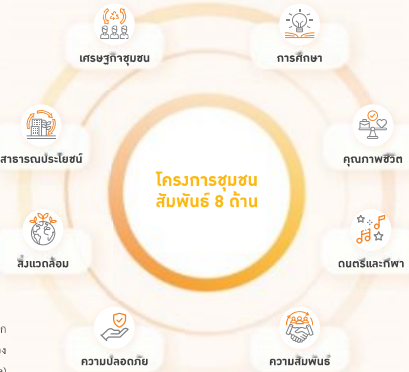 เศรษฐกิจชุมชน
การศึกษา
สาธารณประโยชน์
คุณภาพชีวิต
โครงการชุมชน
สัมพันธ์ 8 ด้าน
สิ่งแวดล้อม
ดนตรีและกีฬา
ความปลอดภัย
ความสัมพันธ์